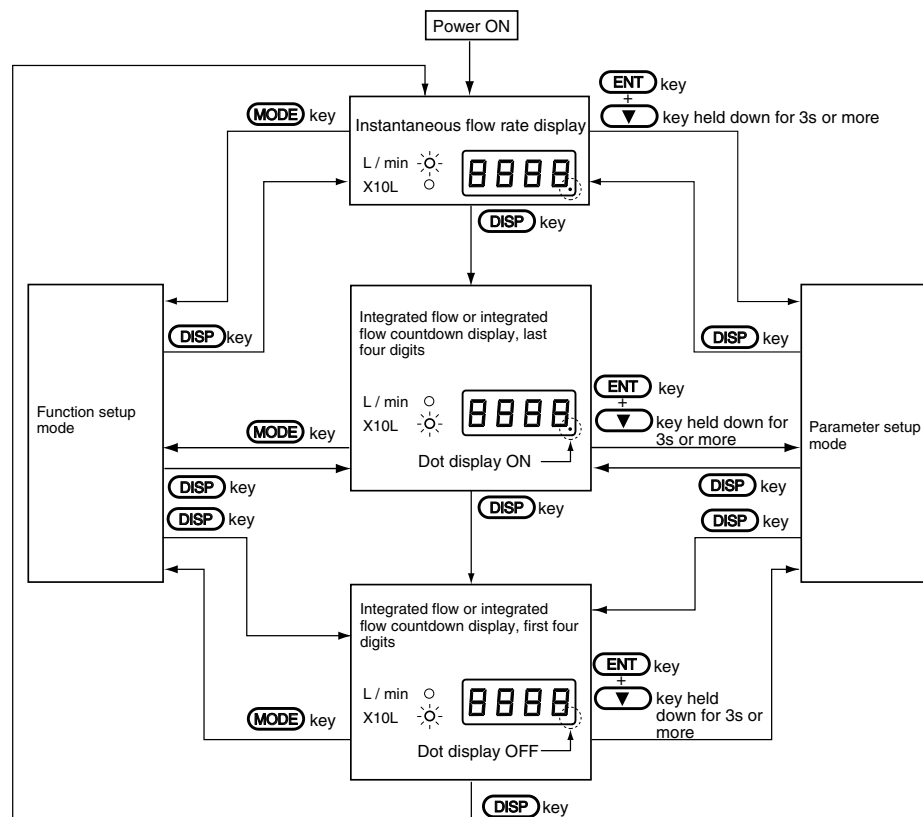 Power ON
MODE key
ENT key
+
▼ key held down for 3s or more
Instantaneous flow rate display
L / min
X10L
8888.
DISP key
Integrated flow or integrated
flow countdown display, last
four digits
DISP key
DISP key
L / min
X10L
8888.
ENT key
+
▼ key held down for
3s or more
Function setup
mode
MODE key
Parameter setup
mode
Dot display ON
DISP key
DISP key
DISP key
DISP key
DISP key
Integrated flow or integrated
flow countdown display, first four
digits
ENT key
+
▼ key held
down for 3s or
more
L / min
X10L
8888
MODE key
Dot display OFF
DISP key